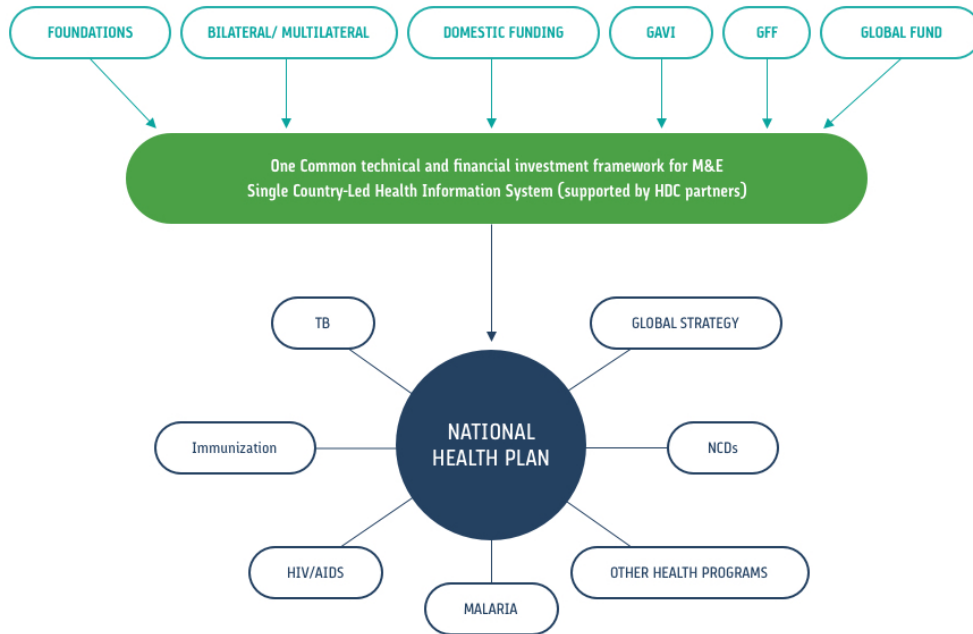 FOUNDATIONS
BILATERAL/ MULTILATERAL
DOMESTIC FUNDING
GAVI
GFF
GLOBAL FUND
One Common technical and financial investment framework for M&E
Single Country-Led Health Information System (supported by HDC partners)
TB
GLOBAL STRATEGY
NATIONAL
HEALTH PLAN
Immunization
NCDs
HIV/AIDS
OTHER HEALTH PROGRAMS
MALARIA